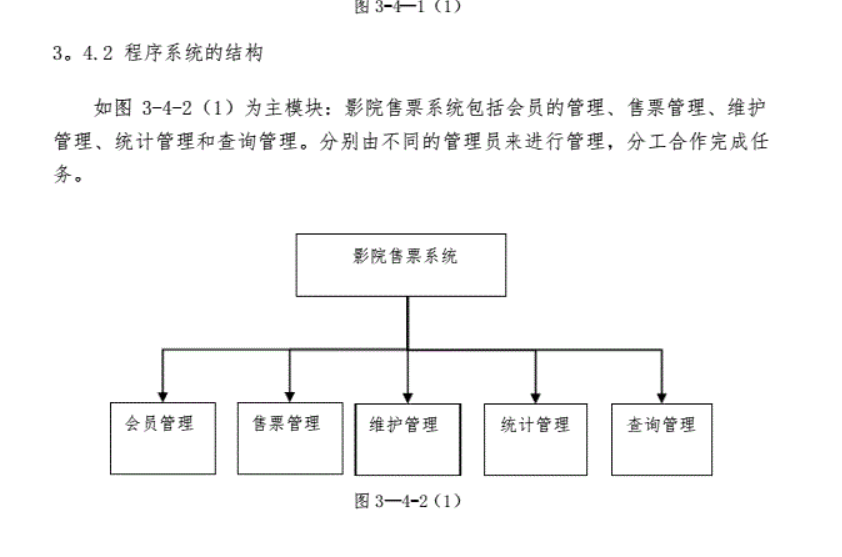 图 3-4—1（1）
3。4.2 程序系统的结构
如图 3-4-2（1）为主模块：影院售票系统包括会员的管理、售票管理、维护
管理、统计管理和查询管理。分别由不同的管理员来进行管理，分工合作完成任
务。
影院售票系统
会员管理
售票管理
维护管理
统计管理
查询管理
图 3—4-2（1）